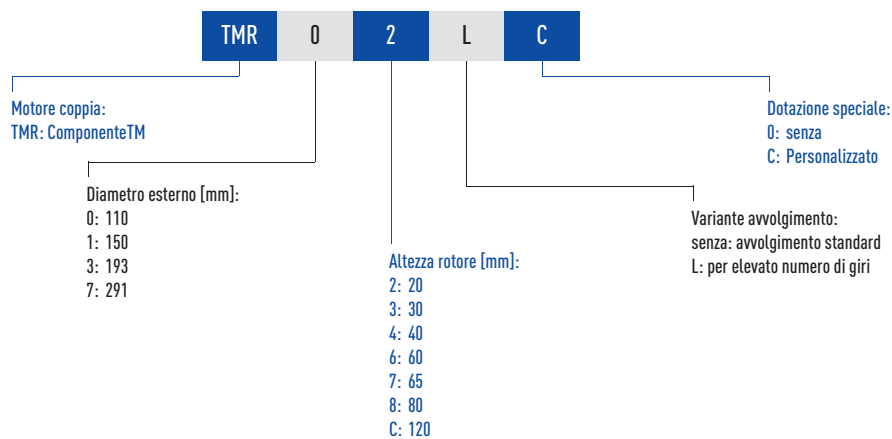 TMR 0 2 L C
Motore coppia:
TMR: ComponenteTM
Diametro esterno [mm]:
0: 110
1: 150
3: 193
7: 291
Altezza rotore [mm]:
2: 20
3: 30
4: 40
6: 60
7: 65
8: 80
C: 120
Variante avvolgimento:
senza: avvolgimento standard
L: per elevato numero di giri
Dotazione speciale:
0: senza
C: Personalizzato